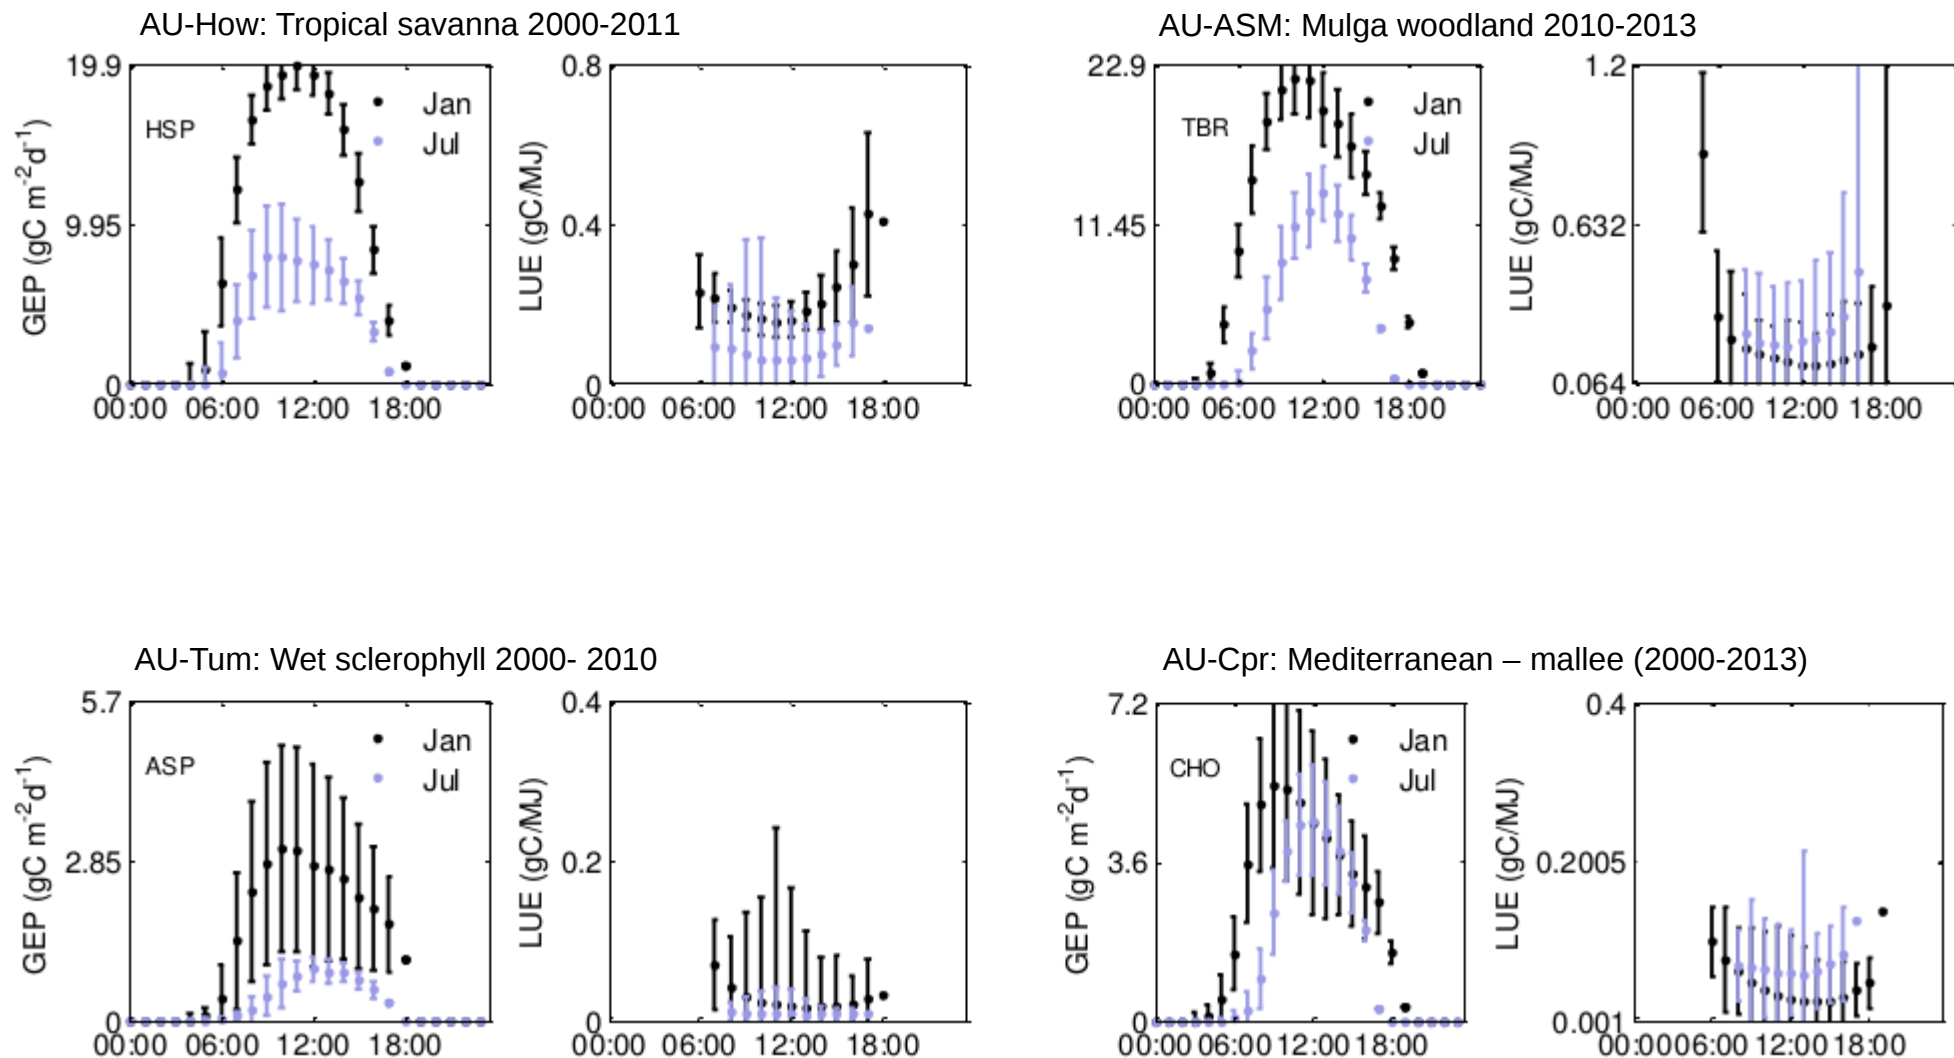 AU-How: Tropical savanna 2000-2011
19.9
9.95
0
GEP (gC m-2d-1)
HSP
Jan
Jul
00:00 06:00 12:00 18:00
0.8
0.4
0
LUE (gC/MJ)
00:00 06:00 12:00 18:00
AU-ASM: Mulga woodland 2010-2013
22.9
11.45
0
TBR
Jan
Jul
00:00 06:00 12:00 18:00
1.2
0.632
0.064
LUE (gC/MJ)
00:00 06:00 12:00 18:00
AU-Tum: Wet sclerophyll 2000- 2010
5.7
2.85
0
GEP (gC m-2d-1)
ASP
Jan
Jul
00:00 06:00 12:00 18:00
0.4
0.2
0
LUE (gC/MJ)
00:00 06:00 12:00 18:00
AU-Cpr: Mediterranean – mallee (2000-2013)
7.2
3.6
0
GEP (gC m-2d-1)
CHO
Jan
Jul
00:00 06:00 12:00 18:00
0.4
0.2005
0.001
LUE (gC/MJ)
00:00 06:00 12:00 18:00